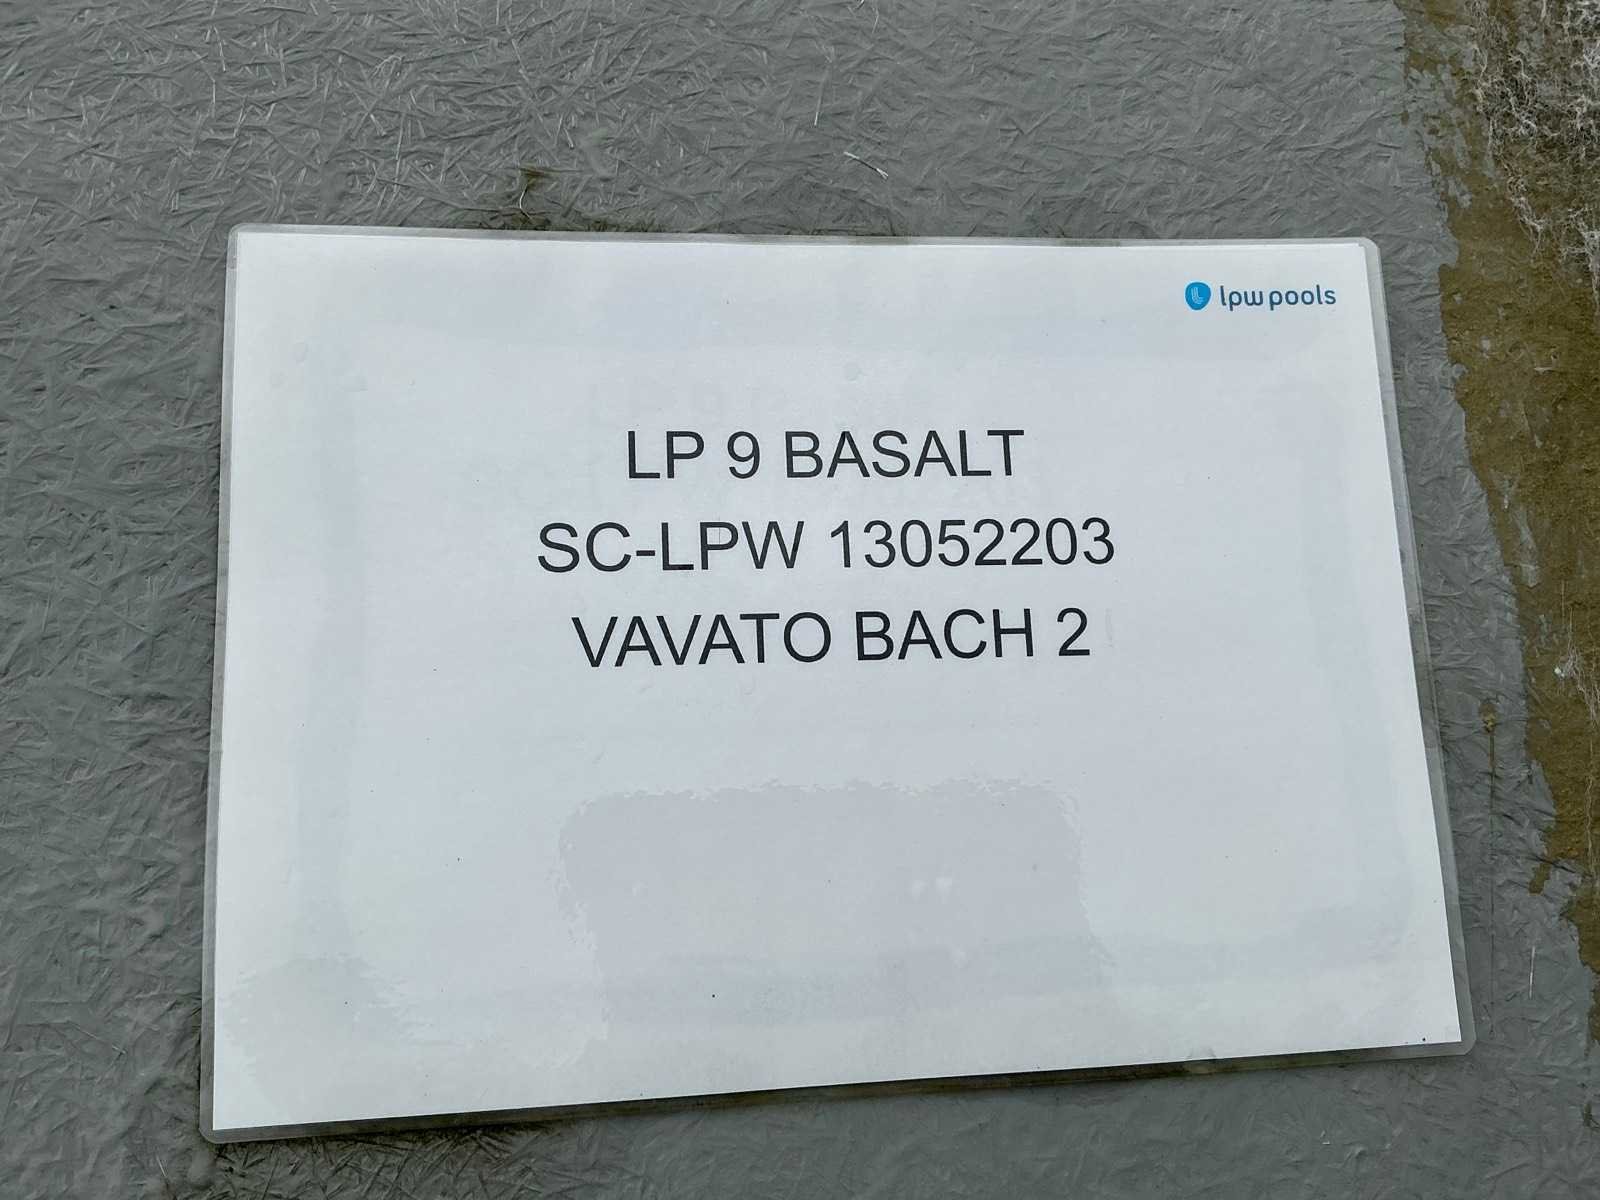 lpw pools
LP 9 BASALT
SC-LPW 13052203
VAVATO BACH 2